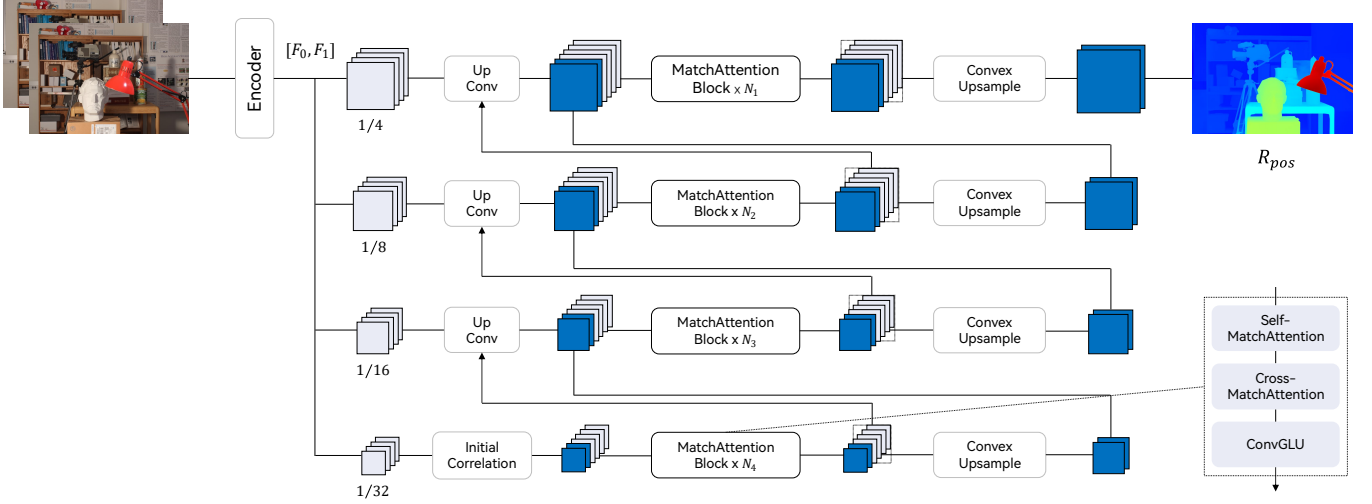 Encoder
[F₀, F₁]
1/4
Up
Conv
MatchAttention
Block x N₁
Convex
Upsample
R_pos
1/8
Up
Conv
MatchAttention
Block x N₂
Convex
Upsample
1/16
Up
Conv
MatchAttention
Block x N₃
Convex
Upsample
1/32
Initial
Correlation
MatchAttention
Block x N₄
Convex
Upsample
Self-
MatchAttention
Cross-
MatchAttention
ConvGLU